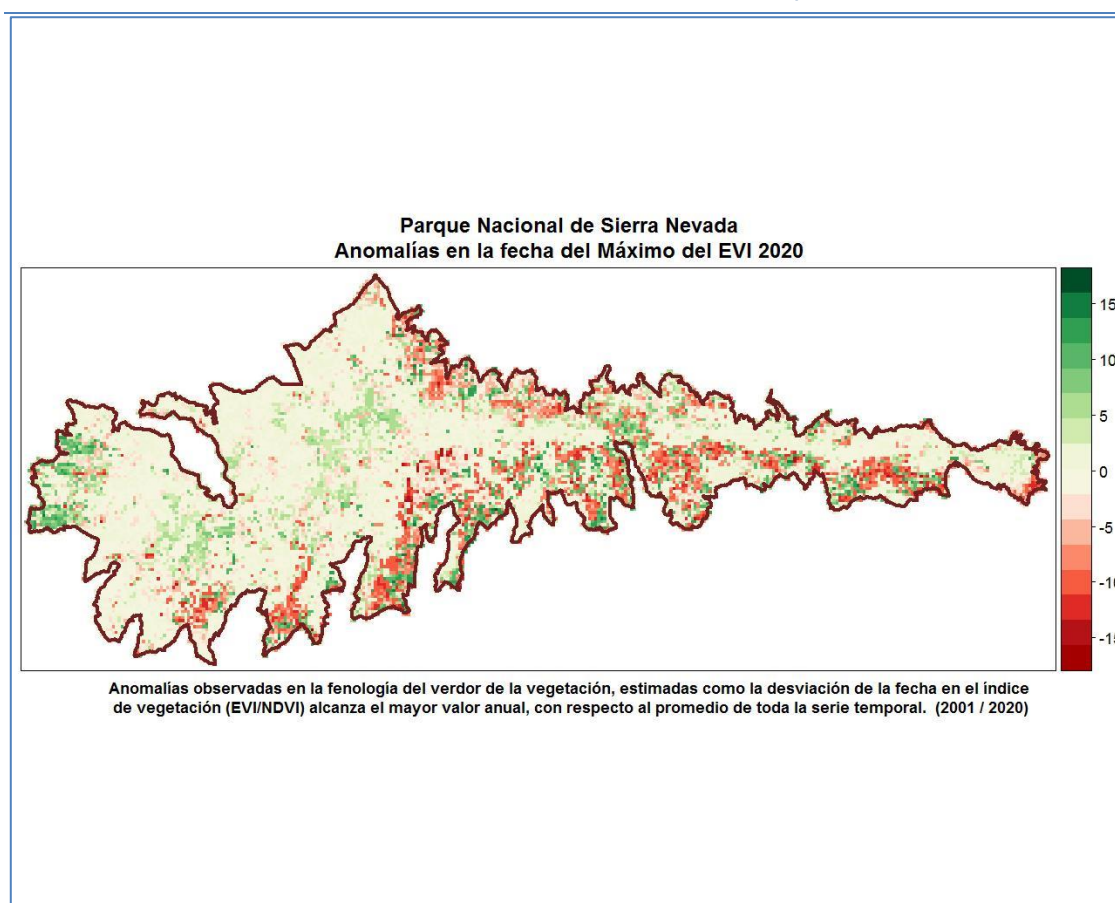 Parque Nacional de Sierra Nevada
Anomalías en la fecha del Máximo del EVI 2020
15
10
5
0
-5
-10
-15
Anomalías observadas en la fenología del verdor de la vegetación, estimadas como la desviación de la fecha en el índice
de vegetación (EVI/NDVI) alcanza el mayor valor anual, con respecto al promedio de toda la serie temporal.  (2001 / 2020)